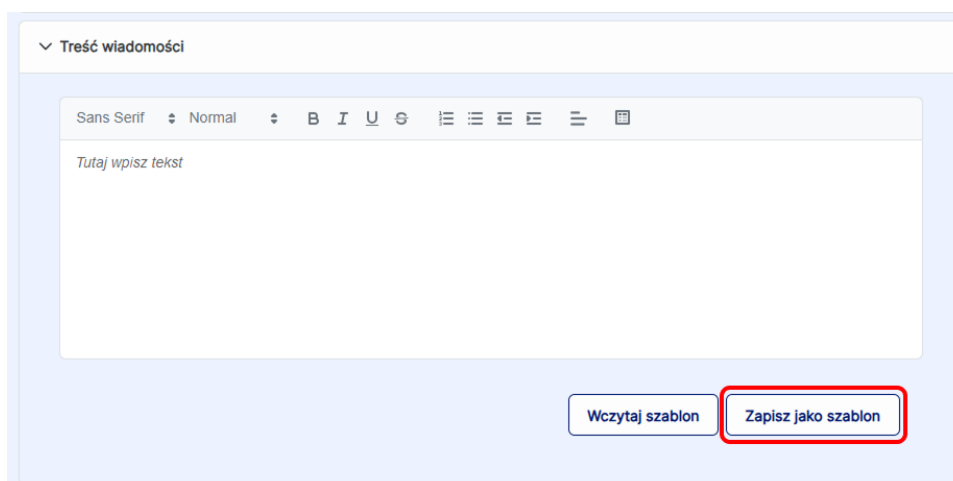 Treść wiadomości
Sans Serif Normal B I U S
Tutaj wpisz tekst
Wczytaj szablon Zapisz jako szablon